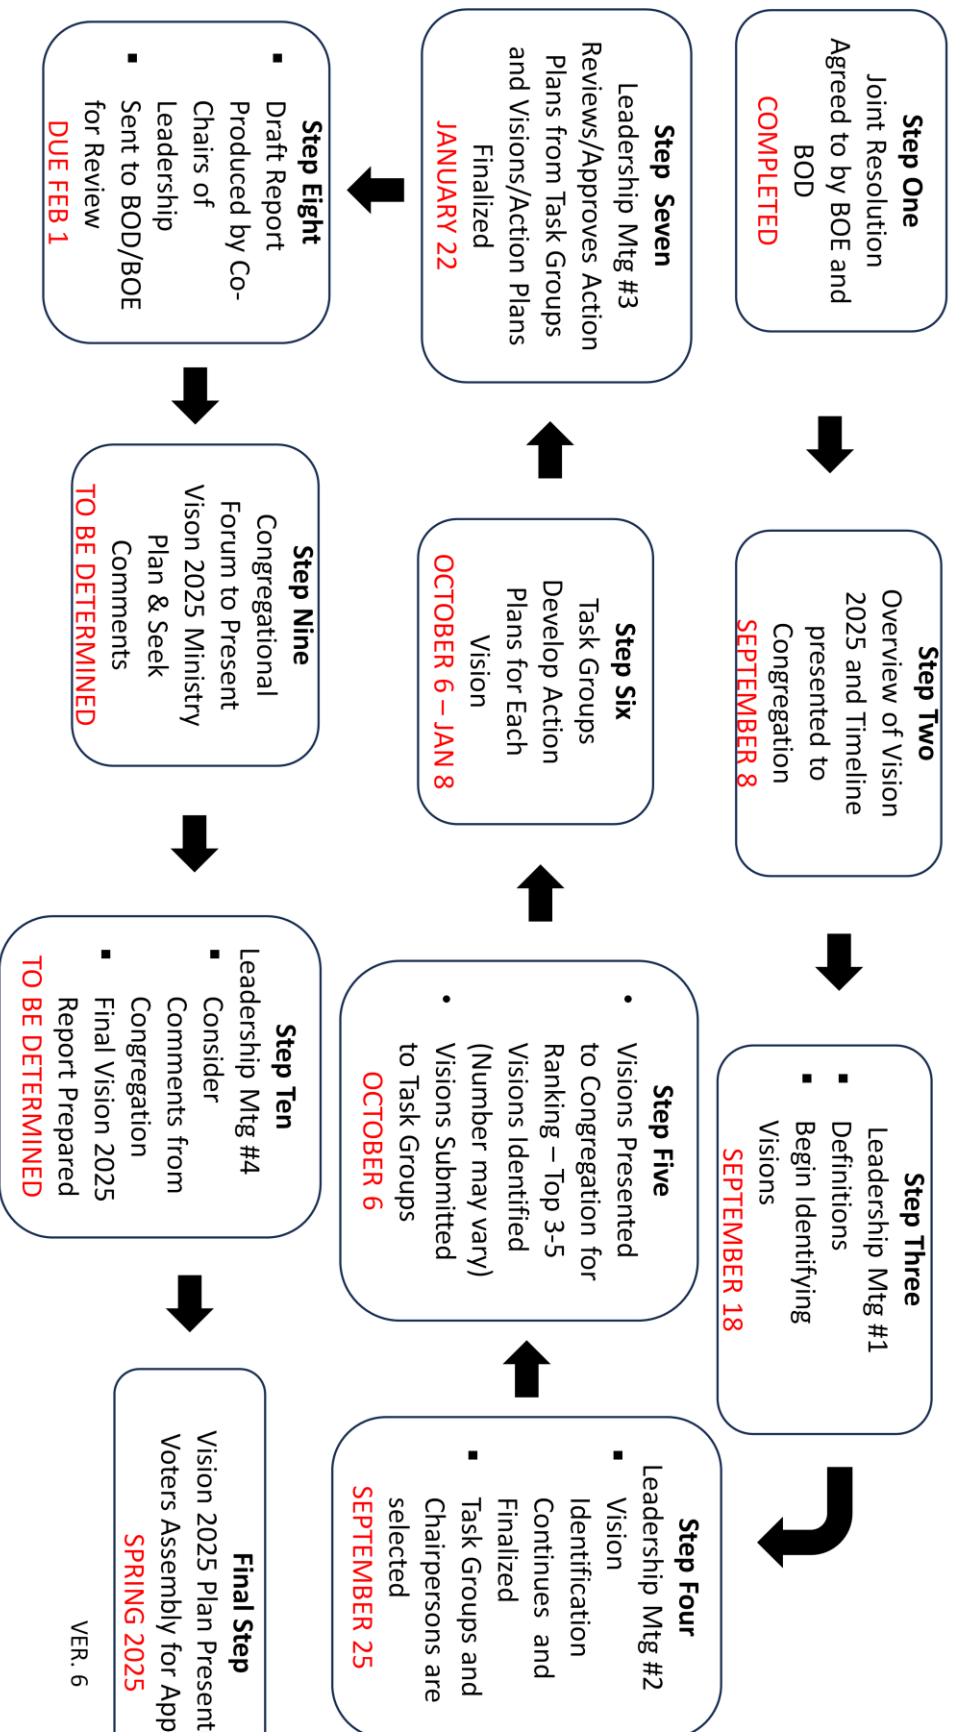 Step One
Joint Resolution
Agreed to by BOE and
BOD
COMPLETED
Step Two
Overview of Vision
2025 and Timeline
presented to
Congregation
SEPTEMBER 8
Step Three
Leadership Mtg #1
▪ Definitions
▪ Begin Identifying
Visions
SEPTEMBER 18
Step Four
Leadership Mtg #2
▪ Vision
Identification
Continues and
Finalized
▪ Task Groups and
Chairpersons are
selected
SEPTEMBER 25
Step Five
• Visions Presented
to Congregation for
Ranking – Top 3-5
Visions Identified
(Number may vary)
• Visions Submitted
to Task Groups
OCTOBER 6
Step Six
Task Groups
Develop Action
Plans for Each
Vision
OCTOBER 6 – JAN 8
Step Seven
Leadership Mtg #3
Reviews/Approves Action
Plans from Task Groups
and Visions/Action Plans
Finalized
JANUARY 22
Step Eight
▪ Draft Report
Produced by Co-
Chairs of
Leadership
▪ Sent to BOD/BOE
for Review
DUE FEB 1
Step Nine
Congregational
Forum to Present
Vison 2025 Ministry
Plan & Seek
Comments
TO BE DETERMINED
Step Ten
Leadership Mtg #4
▪ Consider
Comments from
Congregation
▪ Final Vision 2025
Report Prepared
TO BE DETERMINED
Final Step
Vision 2025 Plan Present
Voters Assembly for App
SPRING 2025
VER. 6